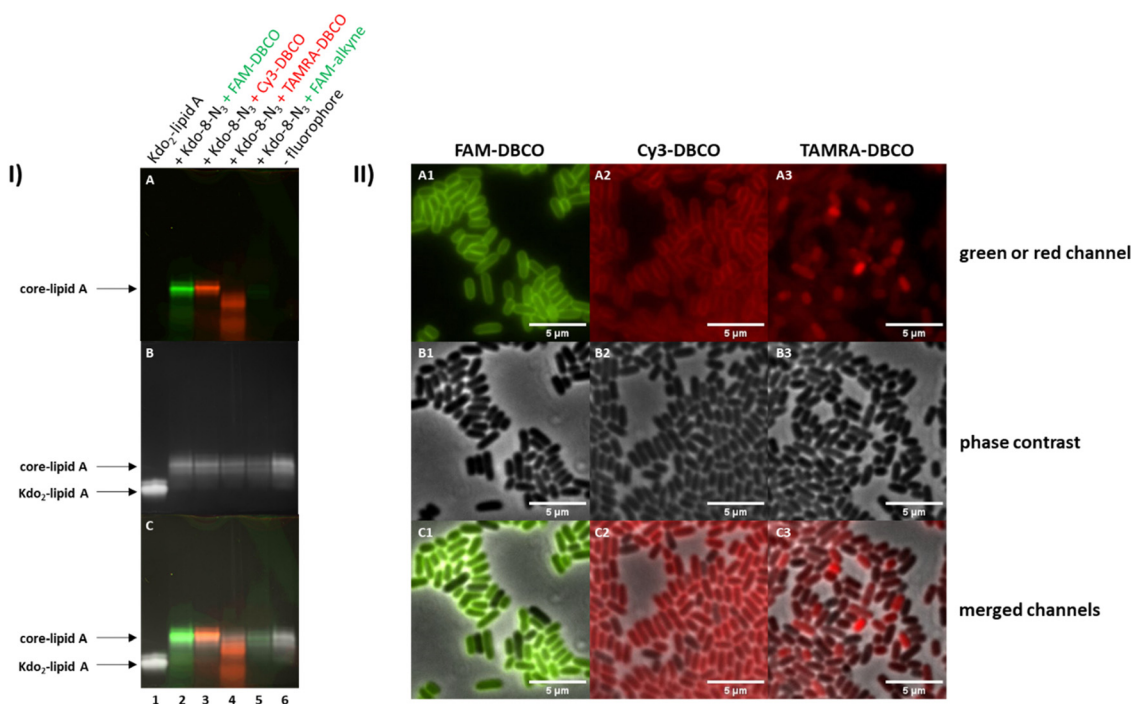 I)
Kdo2-lipid A
+ Kdo-8-N3 + FAM-DBCO
+ Kdo-8-N3 + Cy3-DBCO
+ Kdo-8-N3 + TAMRA-DBCO
+ Kdo-8-N3 + FAM-alkyne
- fluorophore
A
core-lipid A
B
core-lipid A
Kdo2-lipid A
C
core-lipid A
Kdo2-lipid A
1 2 3 4 5 6
II)
FAM-DBCO Cy3-DBCO TAMRA-DBCO
A1 A2 A3
green or red channel
5 µm 5 µm 5 µm
B1 B2 B3
phase contrast
5 µm 5 µm 5 µm
C1 C2 C3
merged channels
5 µm 5 µm 5 µm